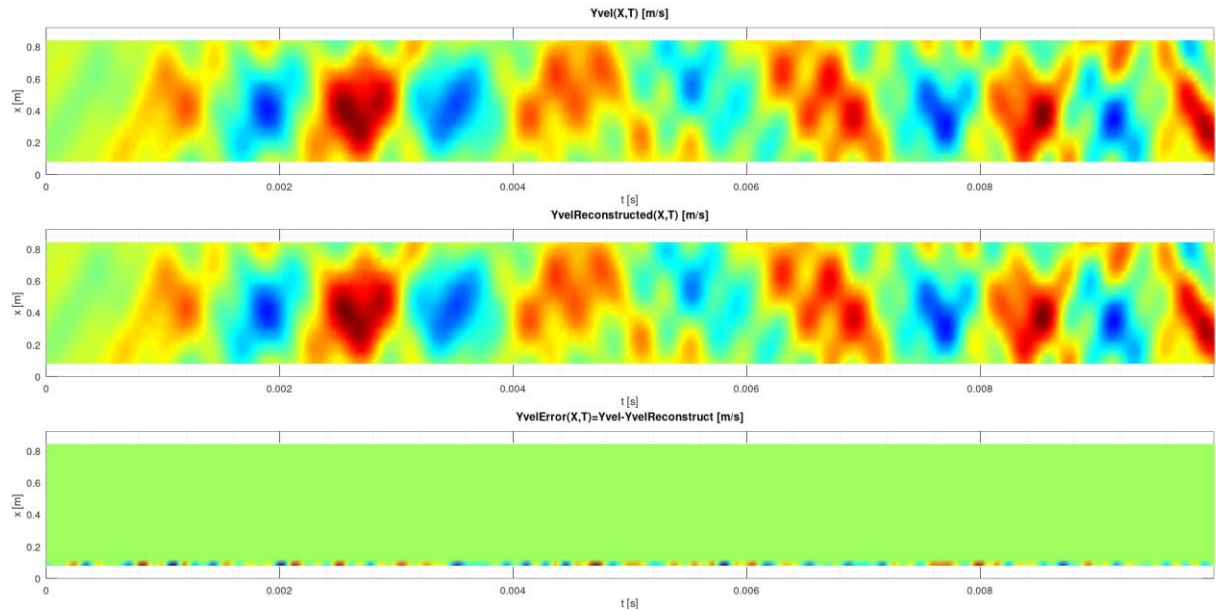 Yvel(X,T) [m/s]
0.8
0.6
x [m]
0.4
0.2
0
0 0.002 0.004 0.006 0.008
t [s]
YvelReconstructed(X,T) [m/s]
0.8
0.6
x [m]
0.4
0.2
0
0 0.002 0.004 0.006 0.008
t [s]
YvelError(X,T)=Yvel-YvelReconstruct [m/s]
0.8
0.6
x [m]
0.4
0.2
0
0 0.002 0.004 0.006 0.008
t [s]